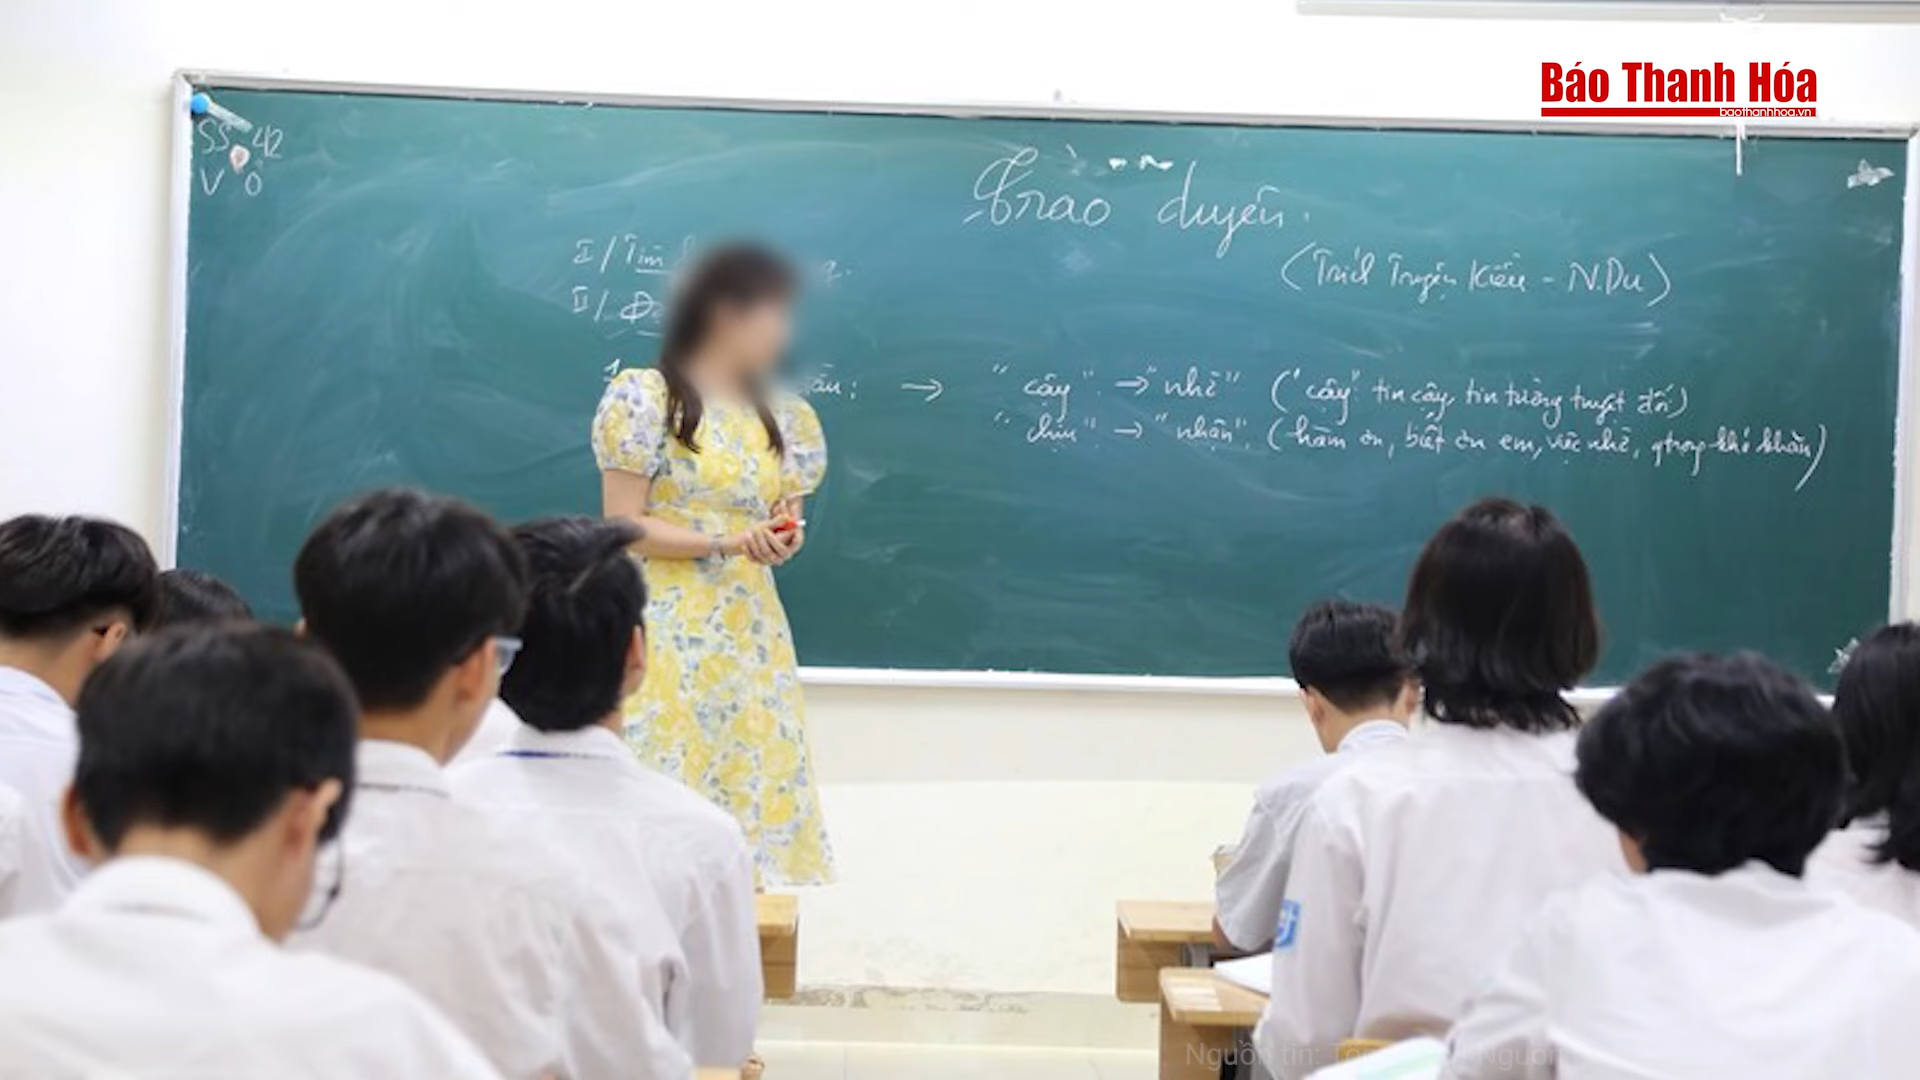 Báo Thanh Hóa
baothanhhoa.vn
SS 42
V 0
Trao duyên.
(Trích Truyện Kiều - N.Du)
I/ Tìm
II/
→ "cậy" → "nhờ" ("cậy" tin cậy, tin tưởng tuyệt đối)
"chịu" → "nhận". (hàm ơn, biết ơn em, việc nhờ, qtrọng khó khăn)
Nguồn tin: